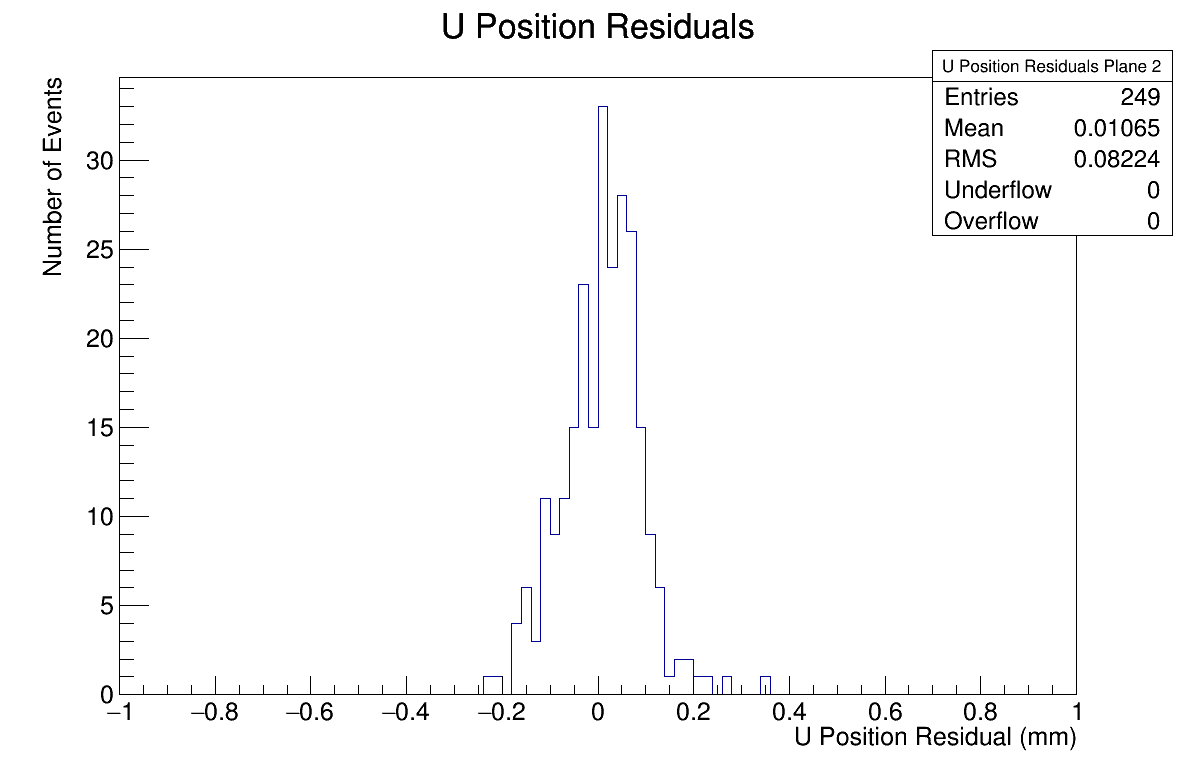 U Position Residuals
U Position Residuals Plane 2
Entries 249
Mean 0.01065
RMS 0.08224
Underflow 0
Overflow 0
Number of Events
30
25
20
15
10
5
0
−1 −0.8 −0.6 −0.4 −0.2 0 0.2 0.4 0.6 0.8 1
U Position Residual (mm)